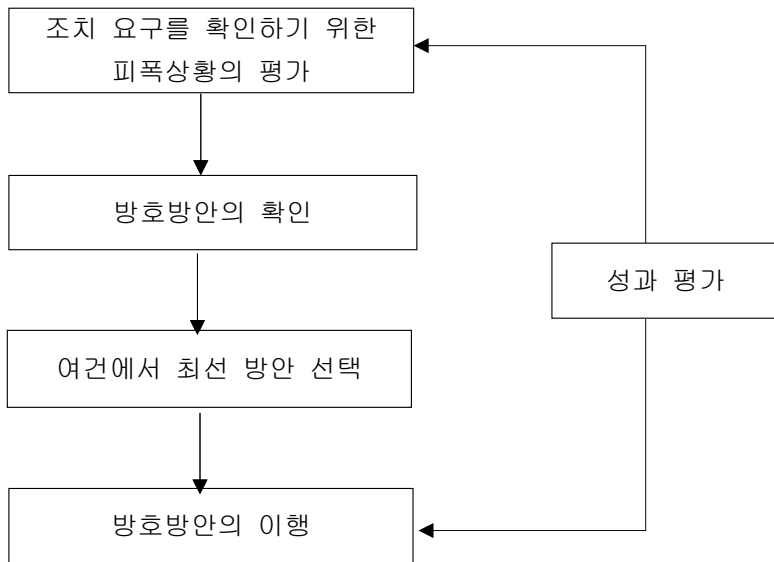 조치 요구를 확인하기 위한
피폭상황의 평가
방호방안의 확인
성과 평가
여건에서 최선 방안 선택
방호방안의 이행